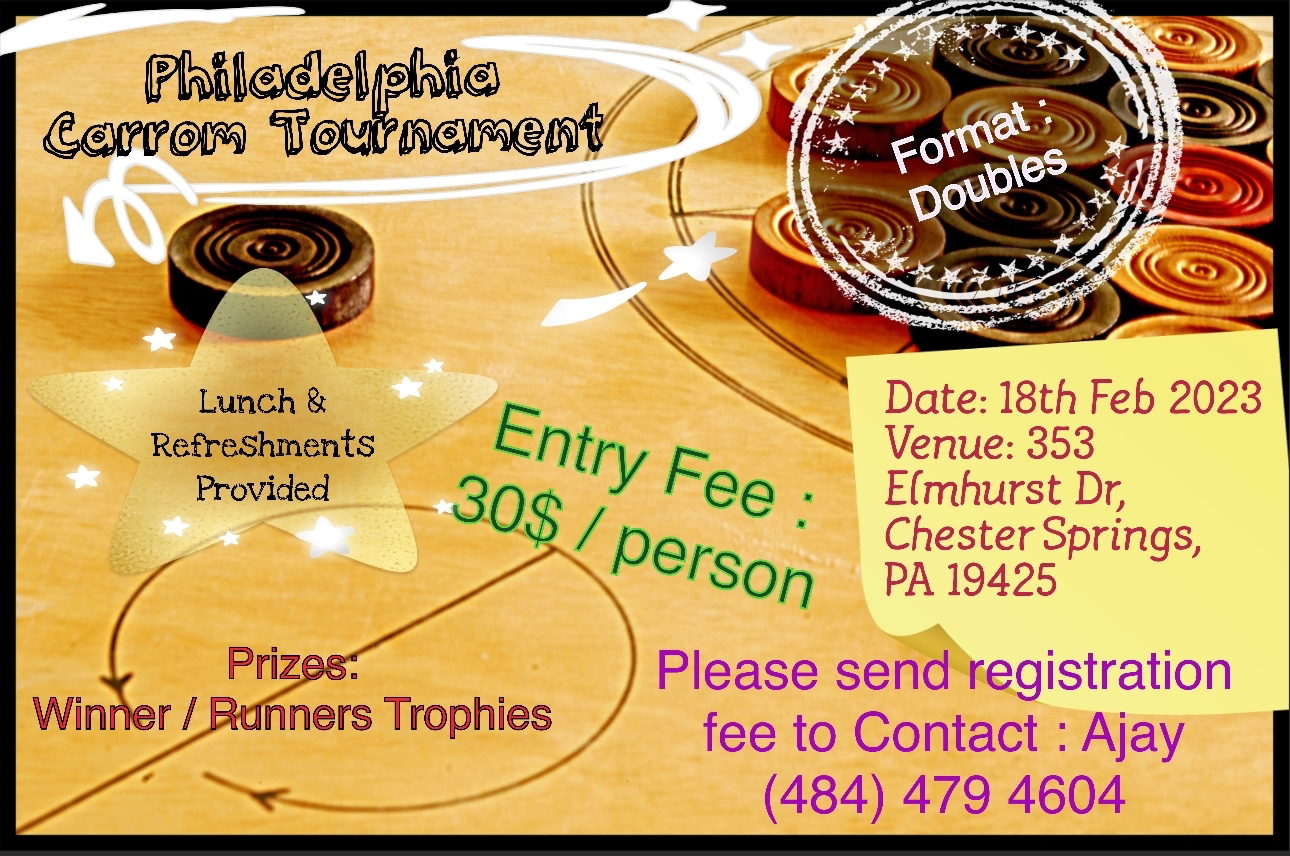 Philadelphia
Carrom Tournament
Format :
Doubles
Lunch &
Refreshments
Provided
Entry Fee :
30$ / person
Date: 18th Feb 2023
Venue: 353
Elmhurst Dr,
Chester Springs,
PA 19425
Prizes:
Winner / Runners Trophies
Please send registration
fee to Contact : Ajay
(484) 479 4604